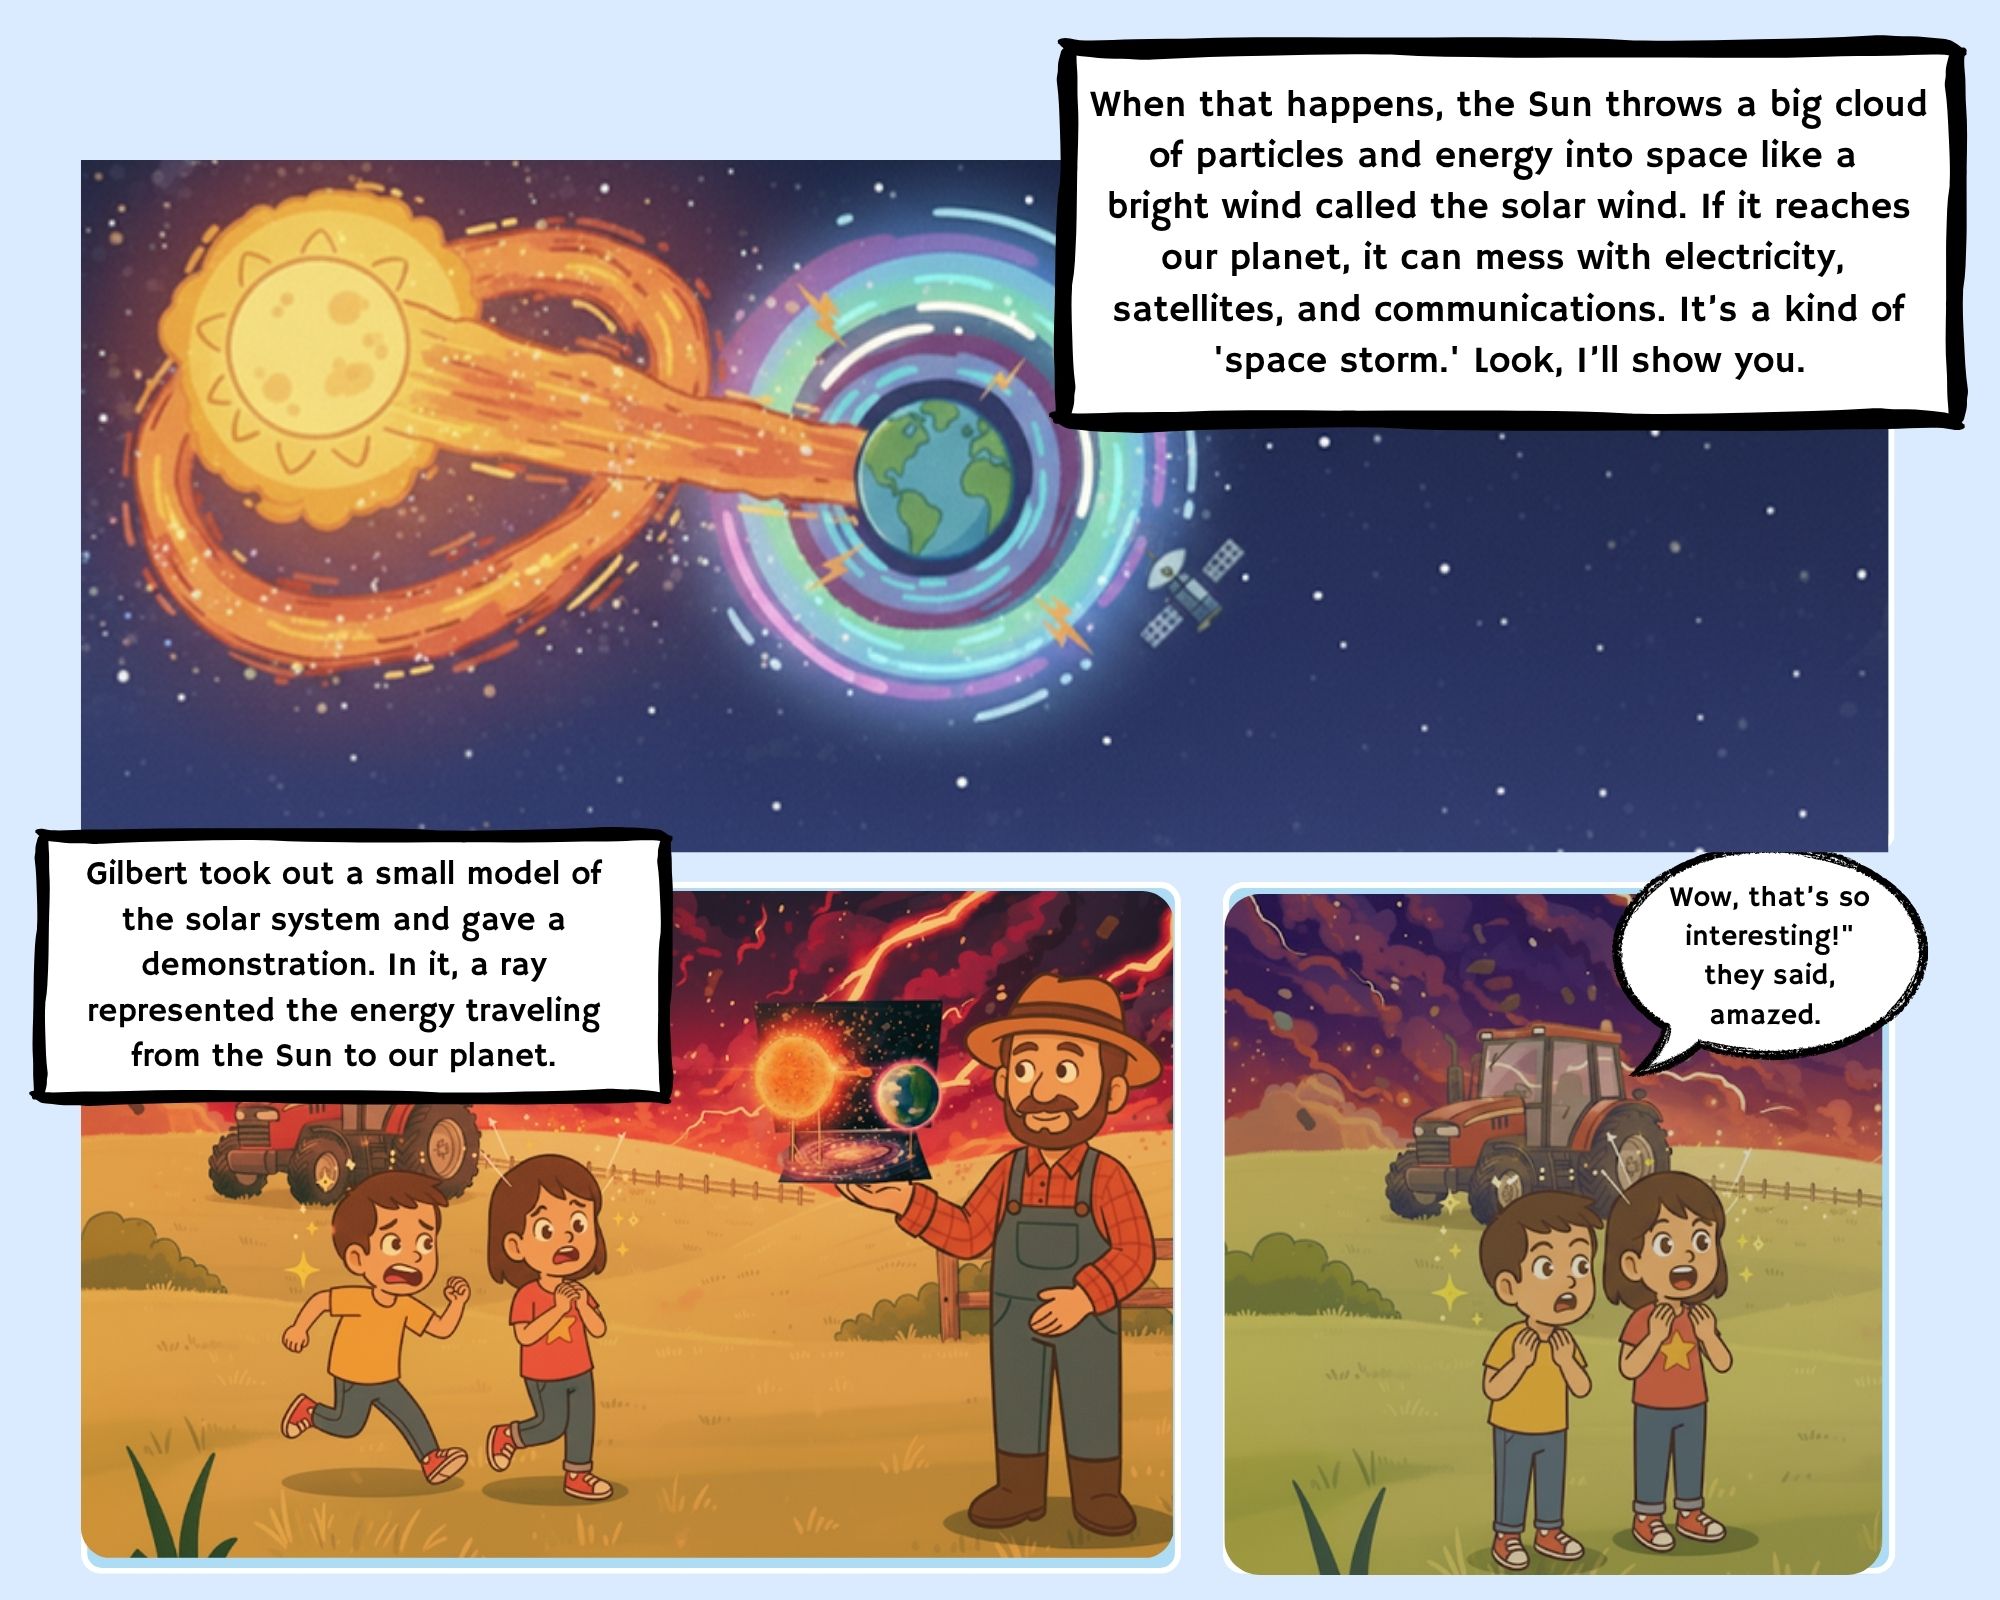 When that happens, the Sun throws a big cloud
of particles and energy into space like a
bright wind called the solar wind. If it reaches
our planet, it can mess with electricity,
satellites, and communications. It’s a kind of
'space storm.' Look, I’ll show you.
Gilbert took out a small model of
the solar system and gave a
demonstration. In it, a ray
represented the energy traveling
from the Sun to our planet.
Wow, that’s so
interesting!"
they said,
amazed.